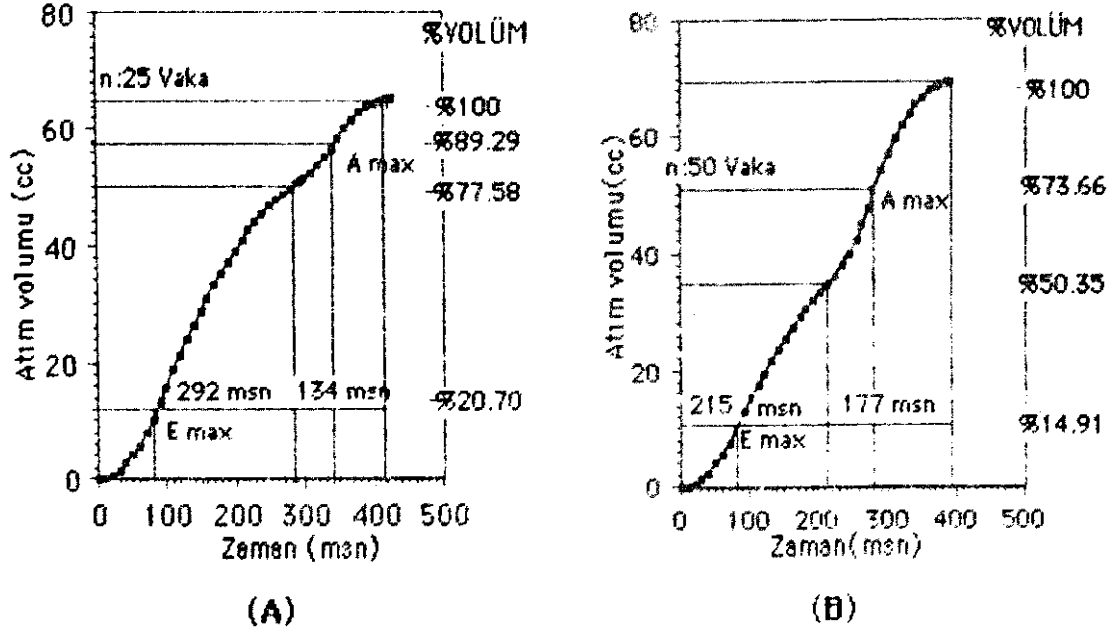 80
%VOLÜM
n:25 Vaka
%100
60
%89.29
A max
%77.58
40
20
292 msn
134 msn
%20.70
E max
0
0 100 200 300 400 500
Zaman (msn)
Atım volumu (cc)
(A)
80
%VOLÜM
%100
60
n:50 Vaka
%73.66
A max
40
%50.35
20
215 msn
177 msn
%14.91
E max
0
0 100 200 300 400 500
Zaman(msn)
Atım volumu(cc)
(B)